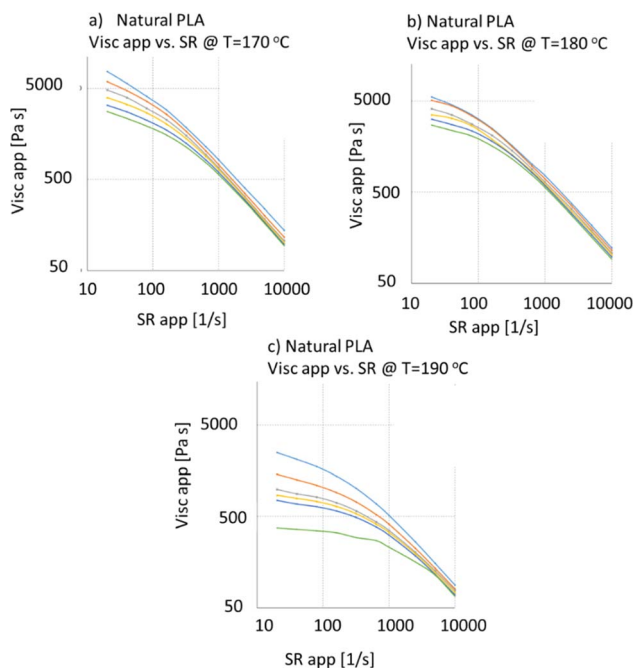 a) Natural PLA
Visc app vs. SR @ T=170 °C
Visc app [Pa s]
5000
500
50
10 100 1000 10000
SR app [1/s]
b) Natural PLA
Visc app vs. SR @ T=180 °C
Visc app [Pa s]
5000
500
50
10 100 1000 10000
SR app [1/s]
c) Natural PLA
Visc app vs. SR @ T=190 °C
Visc app [Pa s]
5000
500
50
10 100 1000 10000
SR app [1/s]